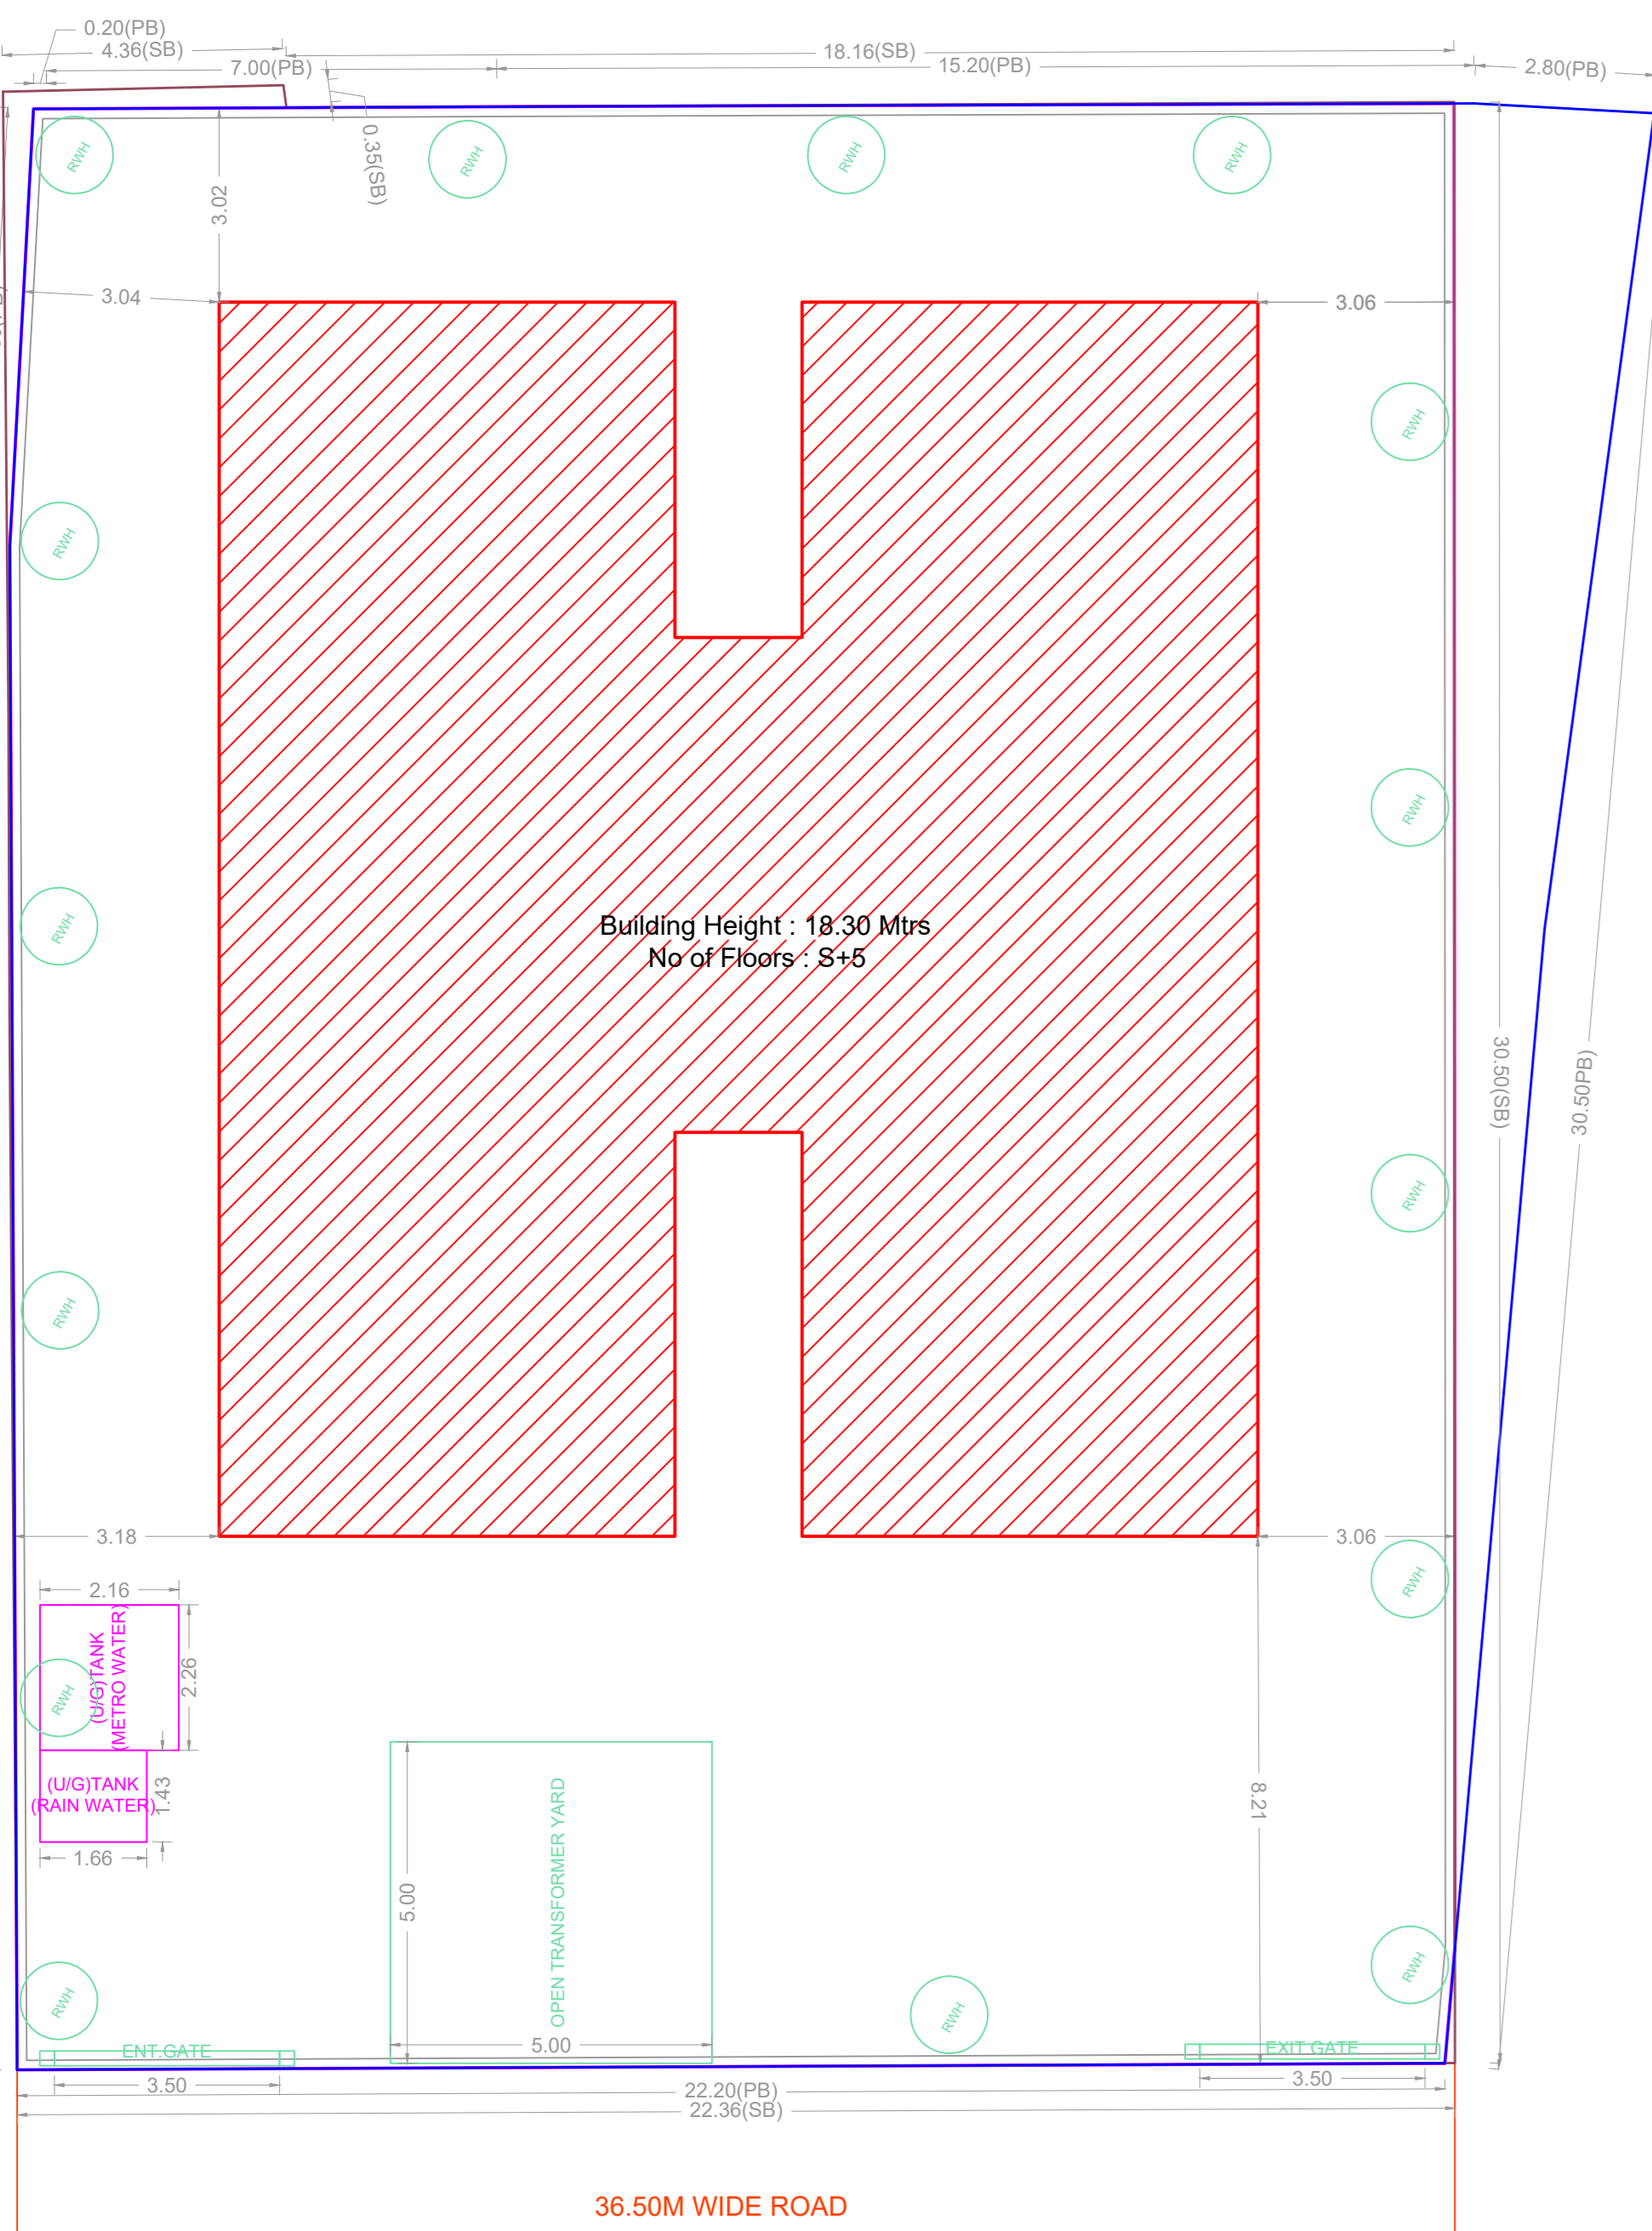 0.20(PB)
4.36(SB)
18.16(SB)
7.00(PB)
15.20(PB)
2.80(PB)
RWH
RWH
RWH
RWH
0.35(SB)
3.02
3.04
3.06
RWH
RWH
RWH
Building Height : 18.30 Mtrs
No of Floors : S+5
RWH
30.50(SB)
30.50PB)
RWH
RWH
3.18
3.06
RWH
2.16
(U/G)TANK
(METRO WATER)
2.26
RWH
(U/G)TANK
(RAIN WATER)
1.43
1.66
8.21
5.00
OPEN TRANSFORMER YARD
RWH
RWH
RWH
5.00
ENT.GATE
EXIT GATE
3.50
3.50
22.20(PB)
22.36(SB)
36.50M WIDE ROAD